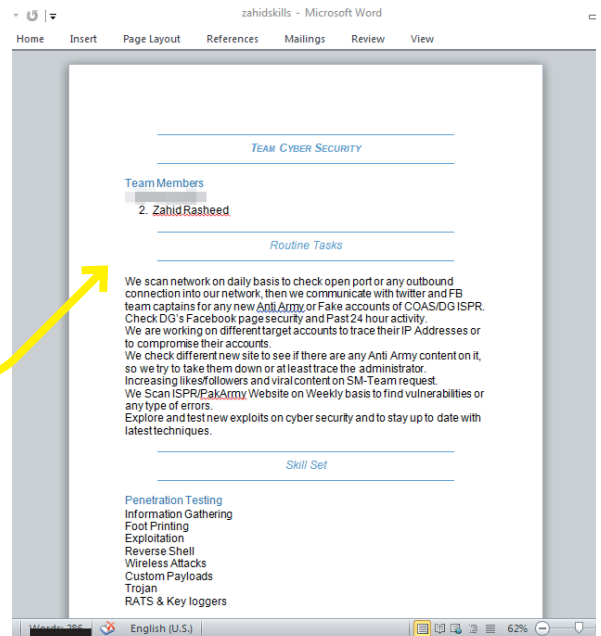 zahidskills - Microsoft Word
Home Insert Page Layout References Mailings Review View
TEAM CYBER SECURITY
Team Members
2. Zahid Rasheed
Routine Tasks
We scan network on daily basis to check open port or any outbound
connection into our network, then we communicate with twitter and FB
team captains for any new Anti Army or Fake accounts of COAS/DG ISPR.
Check DG's Facebook page security and Past 24 hour activity.
We are working on different target accounts to trace their IP Addresses or
to compromise their accounts.
We check different new site to see if there are any Anti Army content on it,
so we try to take them down or at least trace the administrator.
Increasing likes/followers and viral content on SM-Team request.
We Scan ISPR/PakArmy Website on Weekly basis to find vulnerabilities or
any type of errors.
Explore and test new exploits on cyber security and to stay up to date with
latest techniques.
Skill Set
Penetration Testing
Information Gathering
Foot Printing
Exploitation
Reverse Shell
Wireless Attacks
Custom Payloads
Trojan
RATS & Key loggers
English (U.S.) 62%